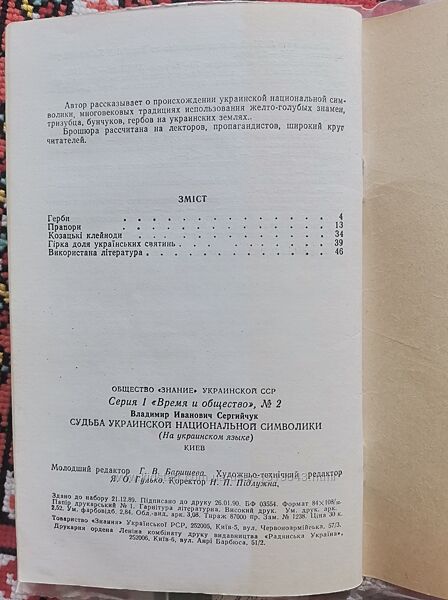 Автор рассказывает о происхождении украинской национальной сим-
волики, многовековых традициях использования желто-голубых знамен,
тризубца, бунчуков, гербов на украинских землях..
Брошюра рассчитана на лекторов, пропагандистов, широкий круг
читателей.
ЗМІСТ
Герби . . . . . . . . . . . . . 4
Прапори . . . . . . . . . . . . . 13
Козацькі клейноди . . . . . . . . . . . . 34
Гірка доля українських святинь . . . . . . . . 39
Використана література . . . . . . . . . . . 46
ОБЩЕСТВО «ЗНАНИЕ» УКРАИНСКОЙ ССР
Серия I «Время и общество», № 2
Владимир Иванович Сергийчук
СУДЬБА УКРАИНСКОЙ НАЦИОНАЛЬНОЙ СИМВОЛИКИ
(На украинском языке)
КИЕВ
Молодший редактор Г. В. Баришева. Художньо-технічний редактор
Я. О. Гулько. Коректор Н. П. Підлужна.
Здано до набору 21.12.89. Підписано до друку 26.01.90. БФ 03554. Формат 84×108/
Папір друкарський № 1. Гарнітура літературна. Високий друк. Ум. друк. арк.
2,52. Ум. фарбовідб. 2,84. Обл.-вид. арк. 3,08. Тираж 87000 пр. Зам. № 1238. Ціна 30 к.
Товариство «Знання» Української РСР, 252005, Київ-5, вул. Червоноармійська, 57/3.
Друкарня ордена Леніна комбінату друку видавництва «Радянська Україна»,
252006, Київ-6, вул. Анрі Барбюса, 51/2.